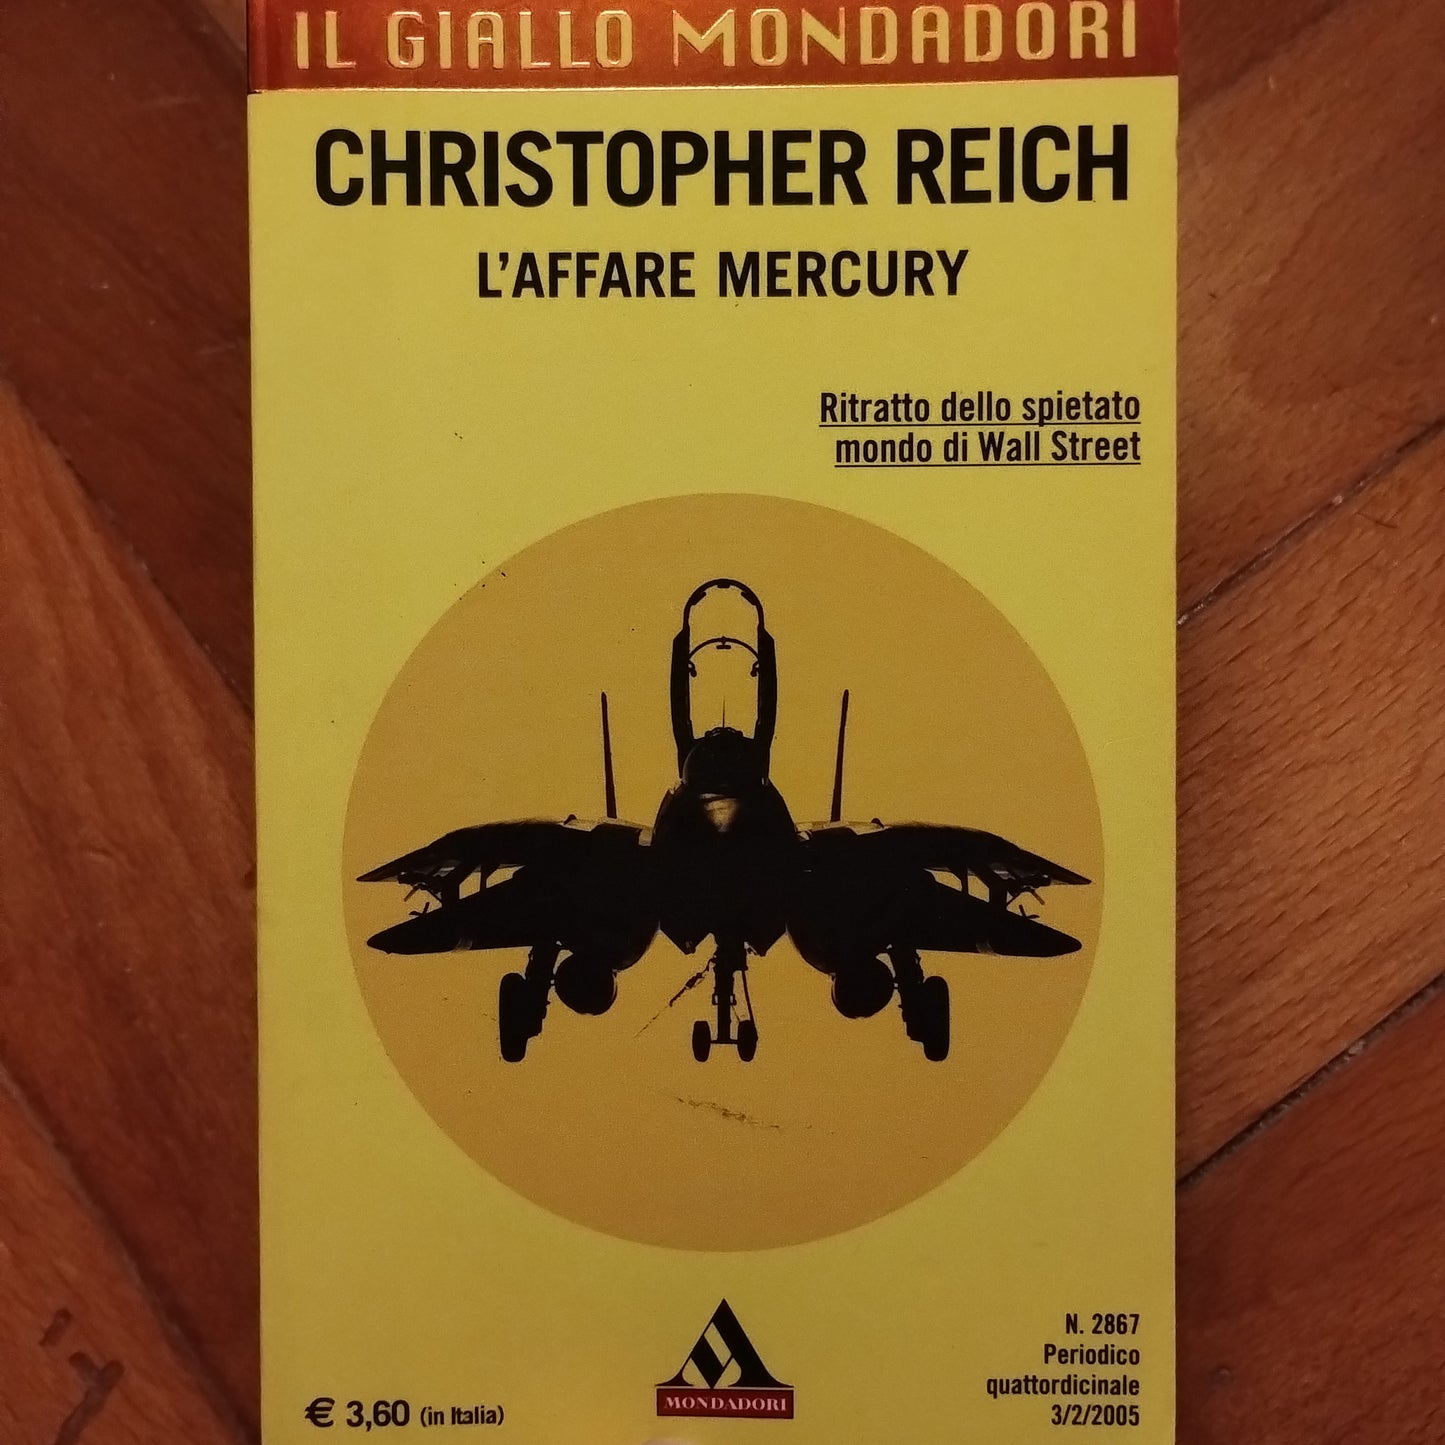 IL GIALLO MONDADORI
CHRISTOPHER REICH
L'AFFARE MERCURY
Ritratto dello spietato
mondo di Wall Street
N. 2867
Periodico
quattordicinale
3/2/2005
€ 3,60 (in Italia)
MONDADORI